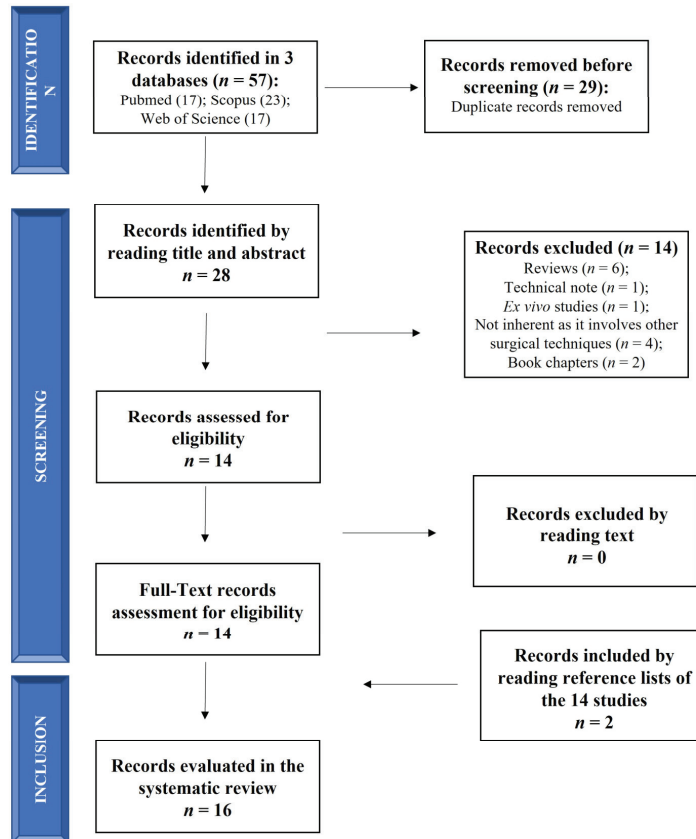 IDENTIFICATIO
N
Records identified in 3
databases (n = 57):
Pubmed (17); Scopus (23);
Web of Science (17)
Records removed before
screening (n = 29):
Duplicate records removed
SCREENING
Records identified by
reading title and abstract
n = 28
Records excluded (n = 14)
Reviews (n = 6);
Technical note (n = 1);
Ex vivo studies (n = 1);
Not inherent as it involves other
surgical techniques (n = 4);
Book chapters (n = 2)
Records assessed for
eligibility
n = 14
Records excluded by
reading text
n = 0
Full-Text records
assessment for eligibility
n = 14
Records included by
reading reference lists of
the 14 studies
n = 2
INCLUSION
Records evaluated in the
systematic review
n = 16